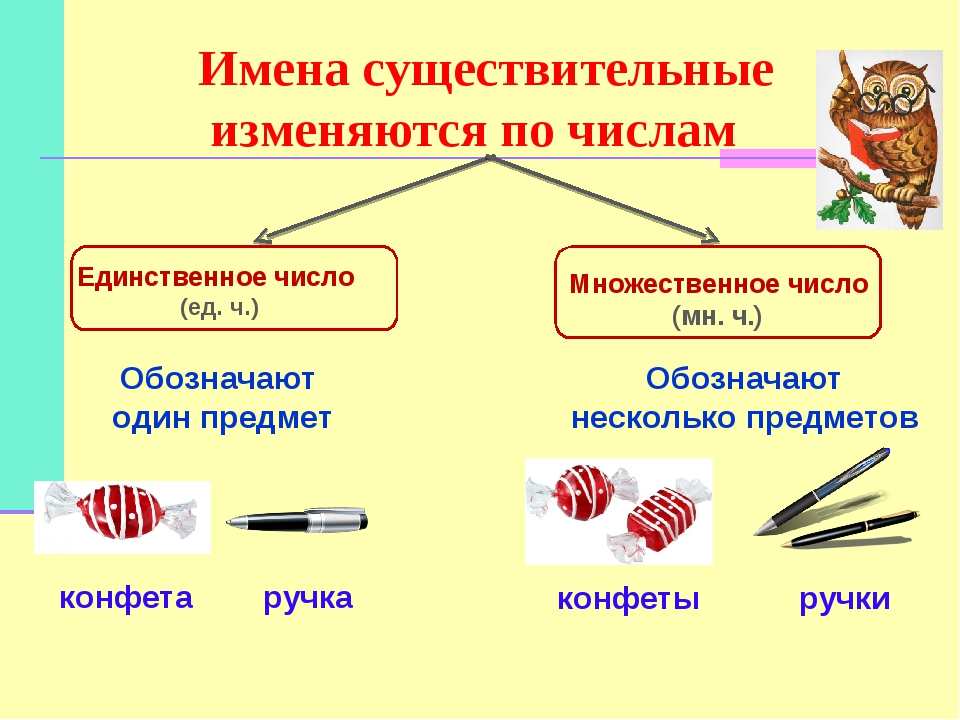 Имена существительные
изменяются по числам
Единственное число
(ед. ч.)
Множественное число
(мн. ч.)
Обозначают
один предмет
Обозначают
несколько предметов
конфета
ручка
конфеты
ручки